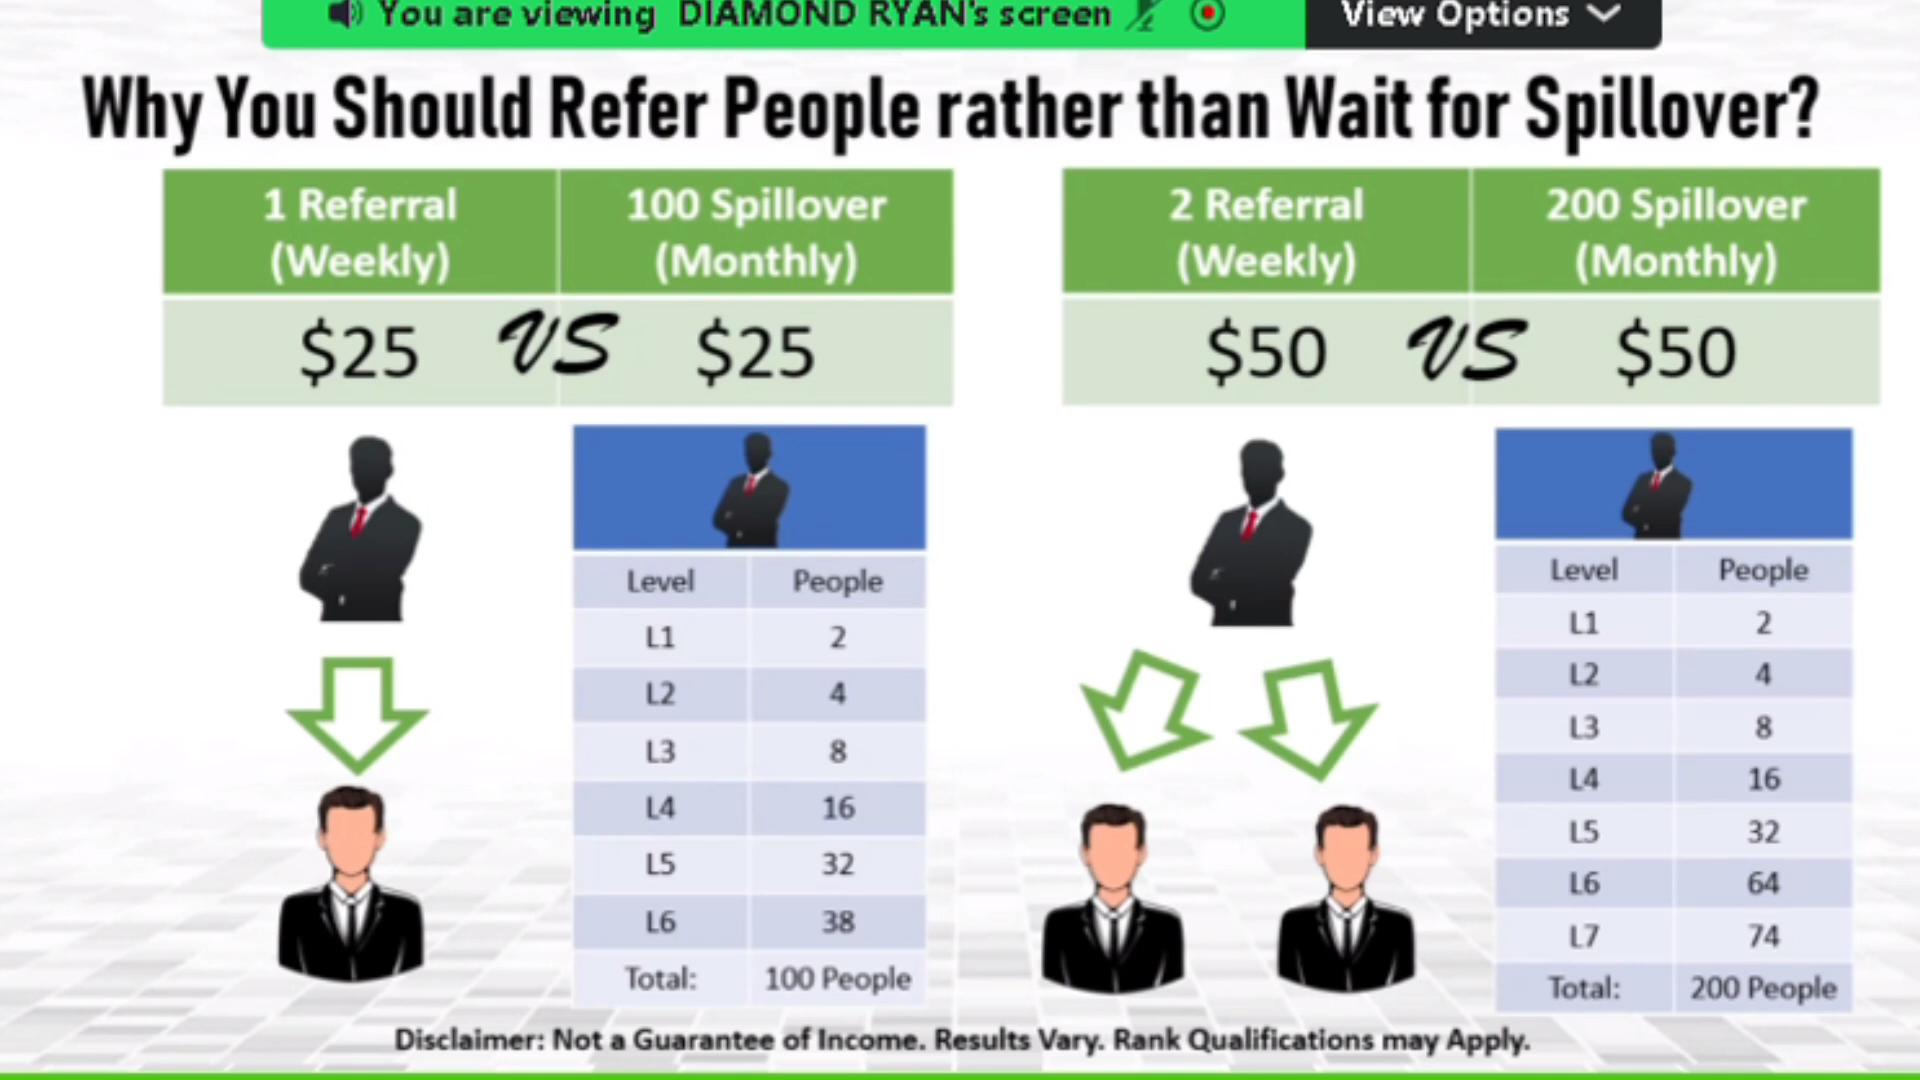 You are viewing DIAMOND RYAN's screen
View Options
Why You Should Refer People rather than Wait for Spillover?
1 Referral (Weekly)
100 Spillover (Monthly)
$25 VS $25
2 Referral (Weekly)
200 Spillover (Monthly)
$50 VS $50
Level People
L1 2
L2 4
L3 8
L4 16
L5 32
L6 38
Total: 100 People
Level People
L1 2
L2 4
L3 8
L4 16
L5 32
L6 64
L7 74
Total: 200 People
Disclaimer: Not a Guarantee of Income. Results Vary. Rank Qualifications may Apply.